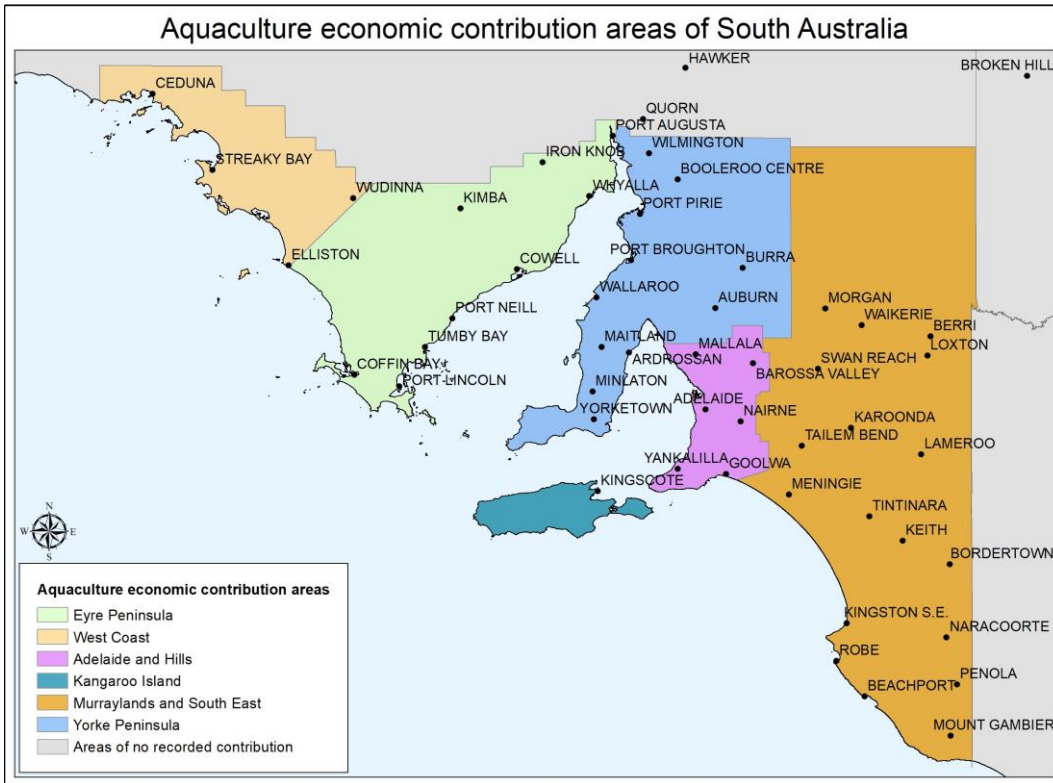 Aquaculture economic contribution areas of South Australia
HAWKER
BROKEN HILL
CEDUNA
QUORN
PORT AUGUSTA
WILMINGTON
STREAKY BAY
IRON KNOB
BOOLEROO CENTRE
WUDINNA
KIMBA
WHYALLA
PORT PIRIE
ELLISTON
COWELL
PORT BROUGHTON
BURRA
WALLAROO
AUBURN
MORGAN
PORT NEILL
WAIKERIE
BERRI
TUMBY BAY
MAITLAND
ARDROSSAN
MALLALA
LOXTON
COFFIN BAY
SWAN REACH
BAROSSA VALLEY
PORT LINCOLN
MINLATON
ADELAIDE
YORKETOWN
NAIRNE
KAROONDA
TAILEM BEND
LAMEROO
YANKALILLA
GOOLWA
KINGSCOTE
MENINGIE
TINTINARA
N
W
E
S
KEITH
BORDERTOWN
KINGSTON S.E.
NARACOORTE
ROBE
PENOLA
BEACHPORT
MOUNT GAMBIER
Aquaculture economic contribution areas
Eyre Peninsula
West Coast
Adelaide and Hills
Kangaroo Island
Murraylands and South East
Yorke Peninsula
Areas of no recorded contribution